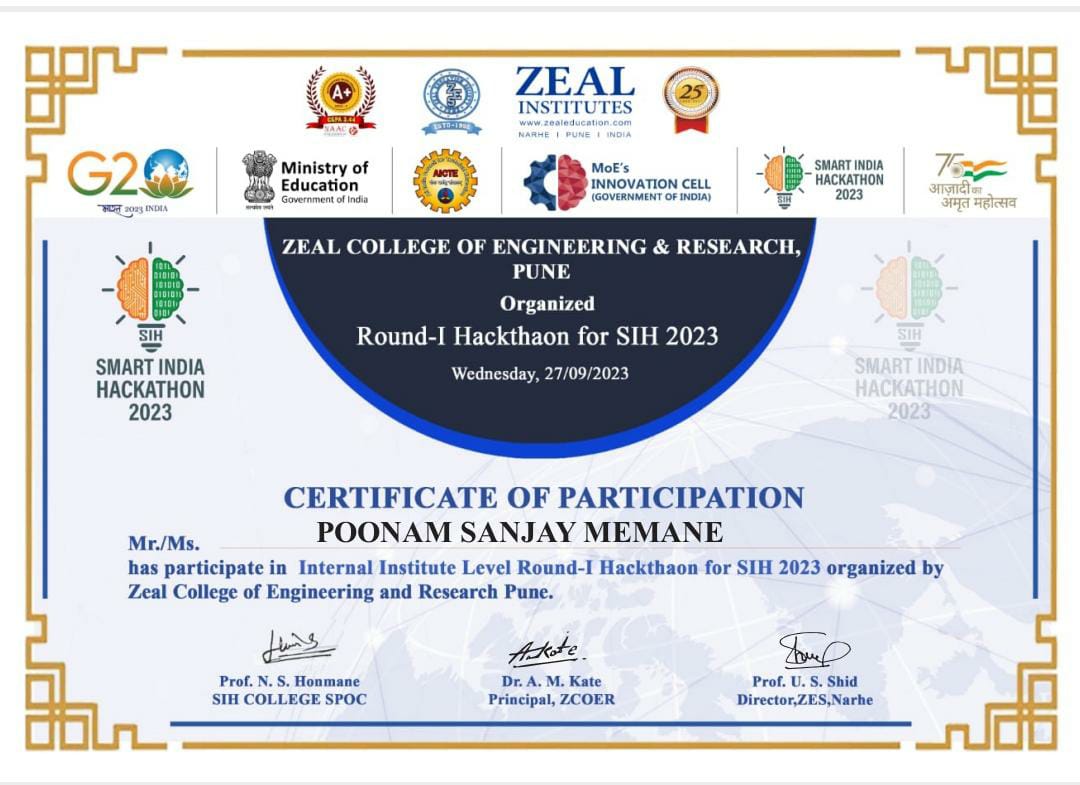 A+
CGPA 3.44
NAAC
ESTD-1996
ZEAL
INSTITUTES
www.zealeducation.com
NARHE | PUNE | INDIA
25
G20
भारत 2023 INDIA
सत्यमेव जयते
Ministry of
Education
Government of India
AICTE
MoE's
INNOVATION CELL
(GOVERNMENT OF INDIA)
SIH
SMART INDIA
HACKATHON
2023
75
आज़ादी का
अमृत महोत्सव
SIH
SMART INDIA
HACKATHON
2023
ZEAL COLLEGE OF ENGINEERING & RESEARCH,
PUNE
Organized
Round-I Hackthaon for SIH 2023
Wednesday, 27/09/2023
SIH
SMART INDIA
HACKATHON
2023
CERTIFICATE OF PARTICIPATION
POONAM SANJAY MEMANE
Mr./Ms.
has participate in Internal Institute Level Round-I Hackthaon for SIH 2023 organized by
Zeal College of Engineering and Research Pune.
Prof. N. S. Honmane
SIH COLLEGE SPOC
Dr. A. M. Kate
Principal, ZCOER
Prof. U. S. Shid
Director,ZES,Narhe